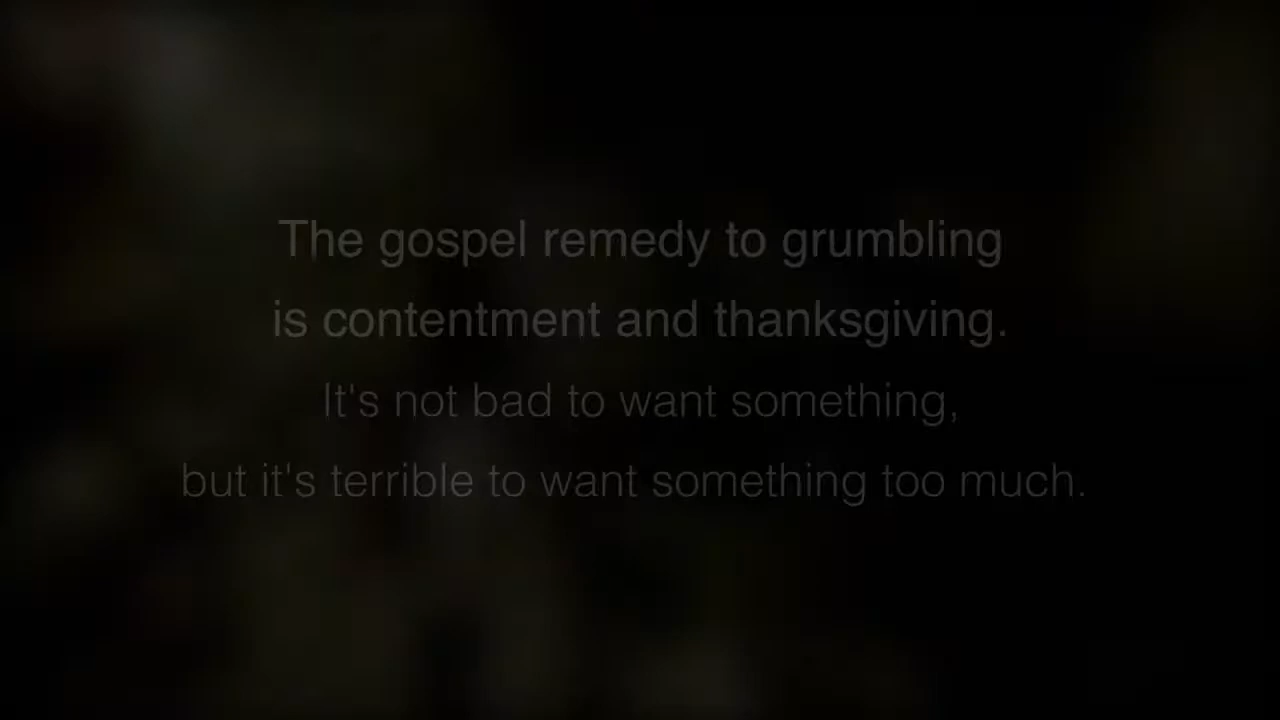 The gospel remedy to grumbling
is contentment and thanksgiving.
It's not bad to want something,
but it's terrible to want something too much.